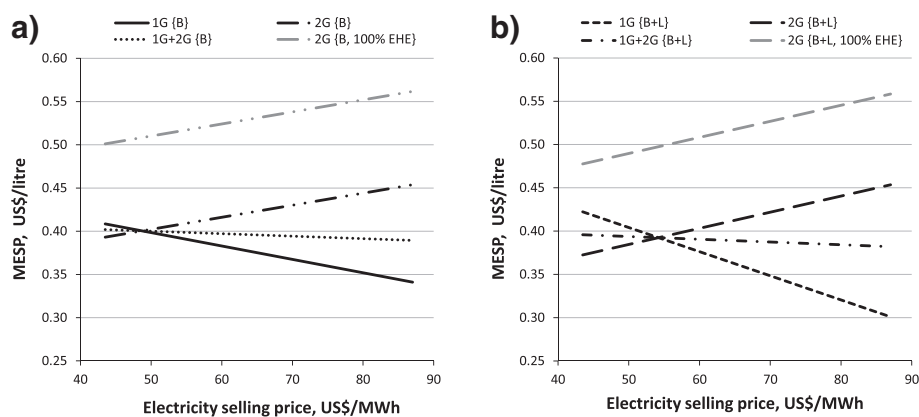 a)
1G {B}
2G {B}
1G+2G {B}
2G {B, 100% EHE}
0.60
0.55
0.50
0.45
0.40
0.35
0.30
0.25
MESP, US$/litre
40 50 60 70 80 90
Electricity selling price, US$/MWh
b)
1G {B+L}
2G {B+L}
1G+2G {B+L}
2G {B+L, 100% EHE}
0.60
0.55
0.50
0.45
0.40
0.35
0.30
0.25
MESP, US$/litre
40 50 60 70 80 90
Electricity selling price, US$/MWh